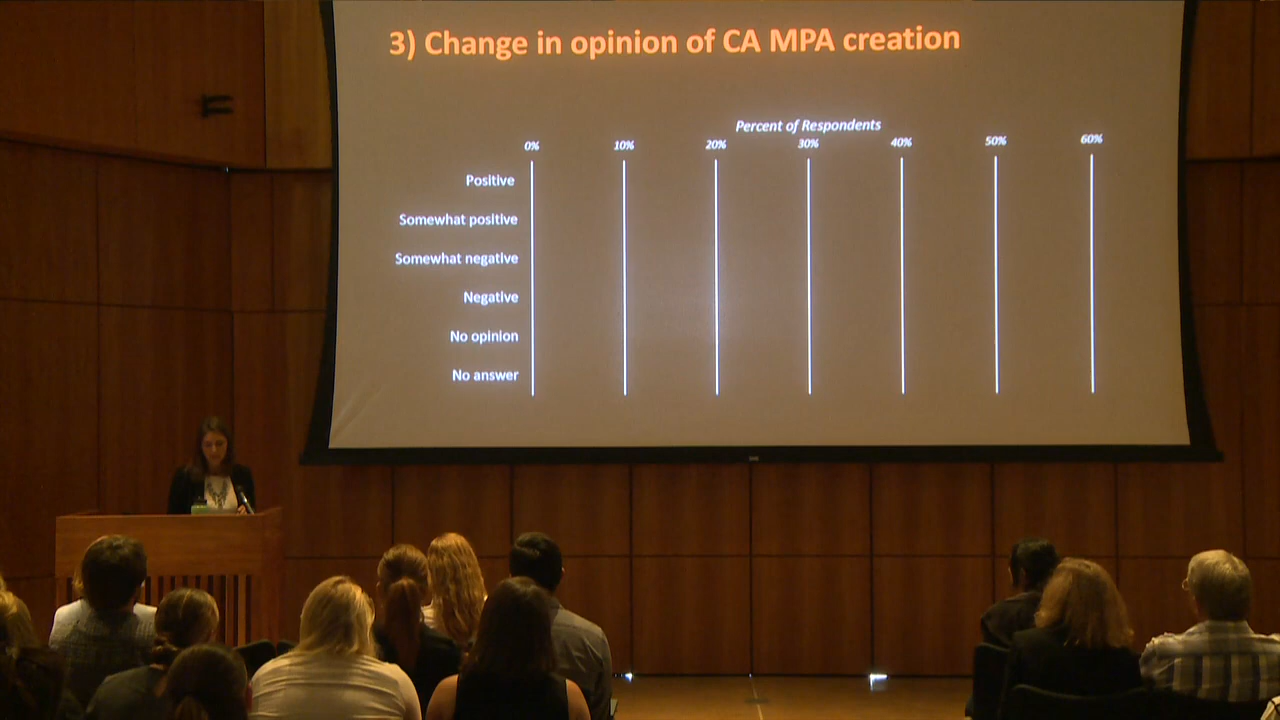 3) Change in opinion of CA MPA creation
Percent of Respondents
0% 10% 20% 30% 40% 50% 60%
Positive
Somewhat positive
Somewhat negative
Negative
No opinion
No answer